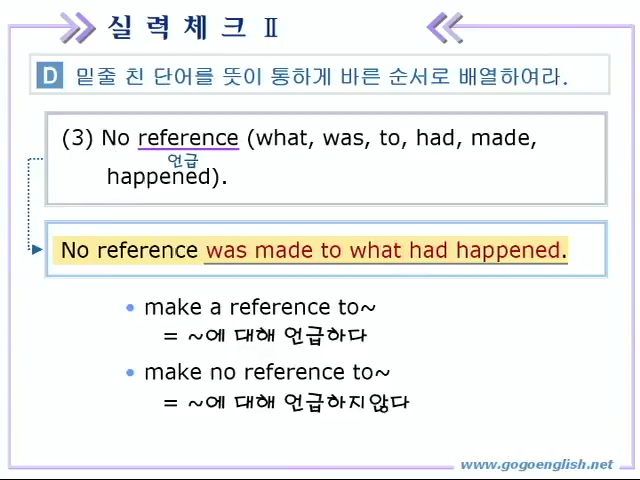 실력체크 Ⅱ
D 밑줄 친 단어를 뜻이 통하게 바른 순서로 배열하여라.
(3) No reference (what, was, to, had, made,
언급
happened).
No reference was made to what had happened.
• make a reference to~
= ~에 대해 언급하다
• make no reference to~
= ~에 대해 언급하지않다
www.gogoenglish.net